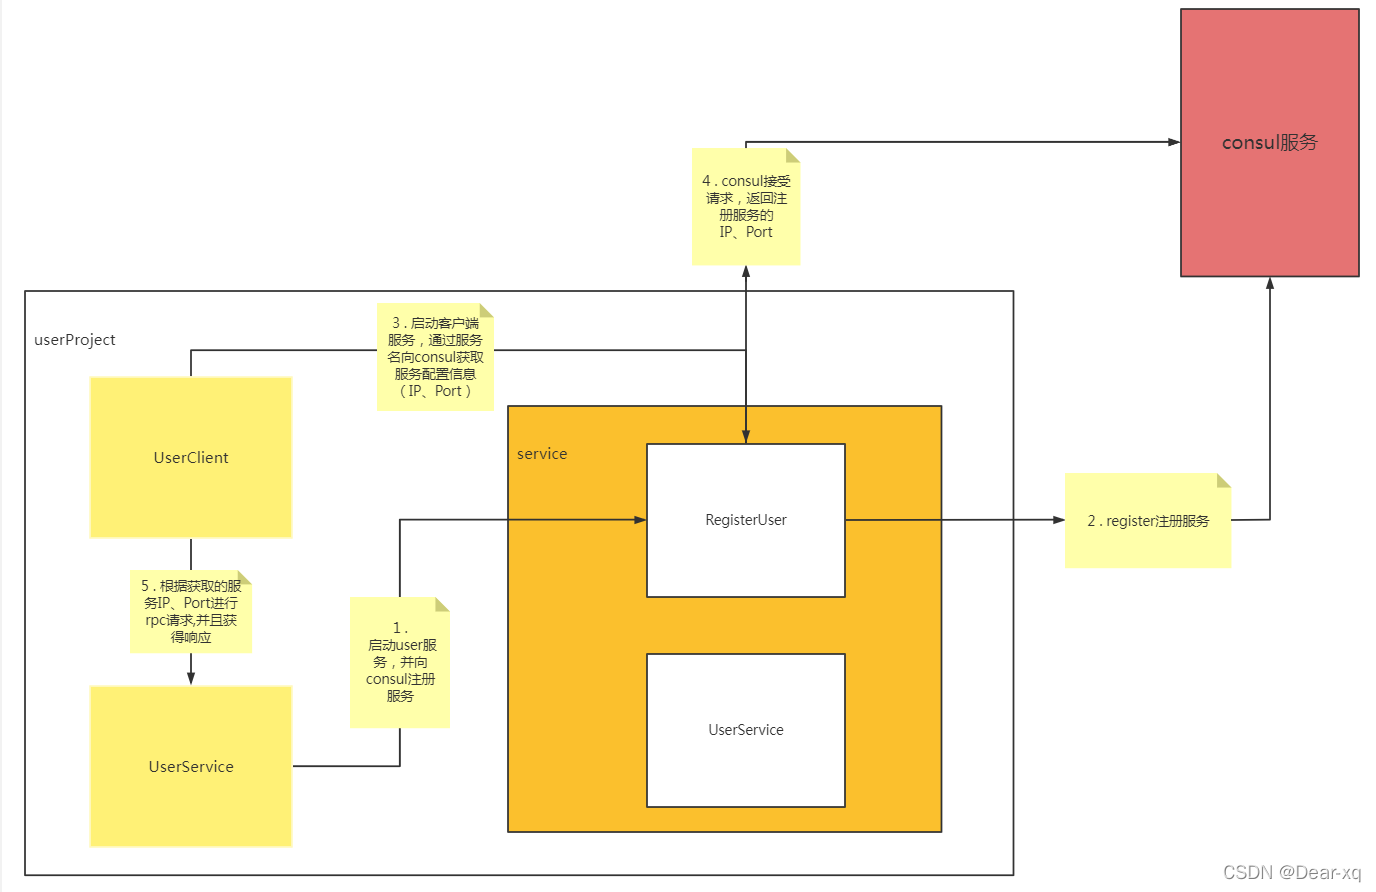 consul服务
4 . consul接受
请求，返回注
册服务的
IP、Port
userProject
3 . 启动客户端
服务，通过服务
名向consul获取
服务配置信息
（ IP、Port ）
UserClient
service
RegisterUser
2 . register注册服务
5 . 根据获取的服
务IP、Port进行
rpc请求,并且获
得响应
1 .
启动user服
务，并向
consul注册
服务
UserService
UserService
CSDN @Dear-xq